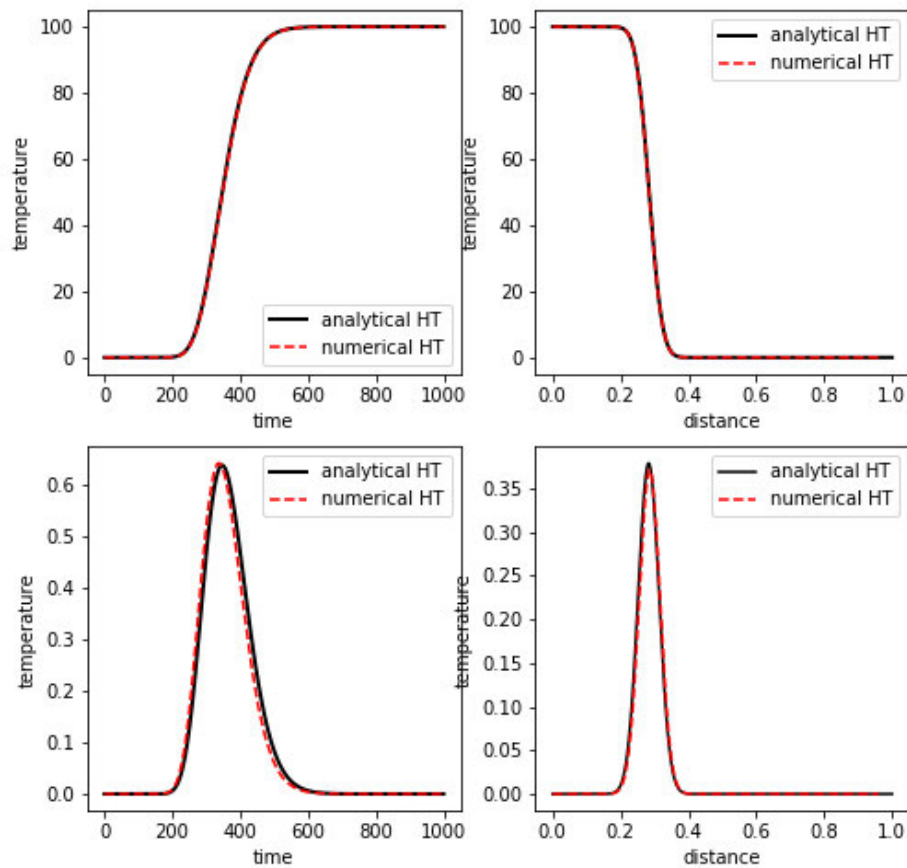 100
80
60
40
20
0
temperature
analytical HT
numerical HT
0 200 400 600 800 1000
time
100
80
60
40
20
0
temperature
analytical HT
numerical HT
0.0 0.2 0.4 0.6 0.8 1.0
distance
0.6
0.5
0.4
0.3
0.2
0.1
0.0
temperature
analytical HT
numerical HT
0 200 400 600 800 1000
time
0.35
0.30
0.25
0.20
0.15
0.10
0.05
0.00
temperature
analytical HT
numerical HT
0.0 0.2 0.4 0.6 0.8 1.0
distance